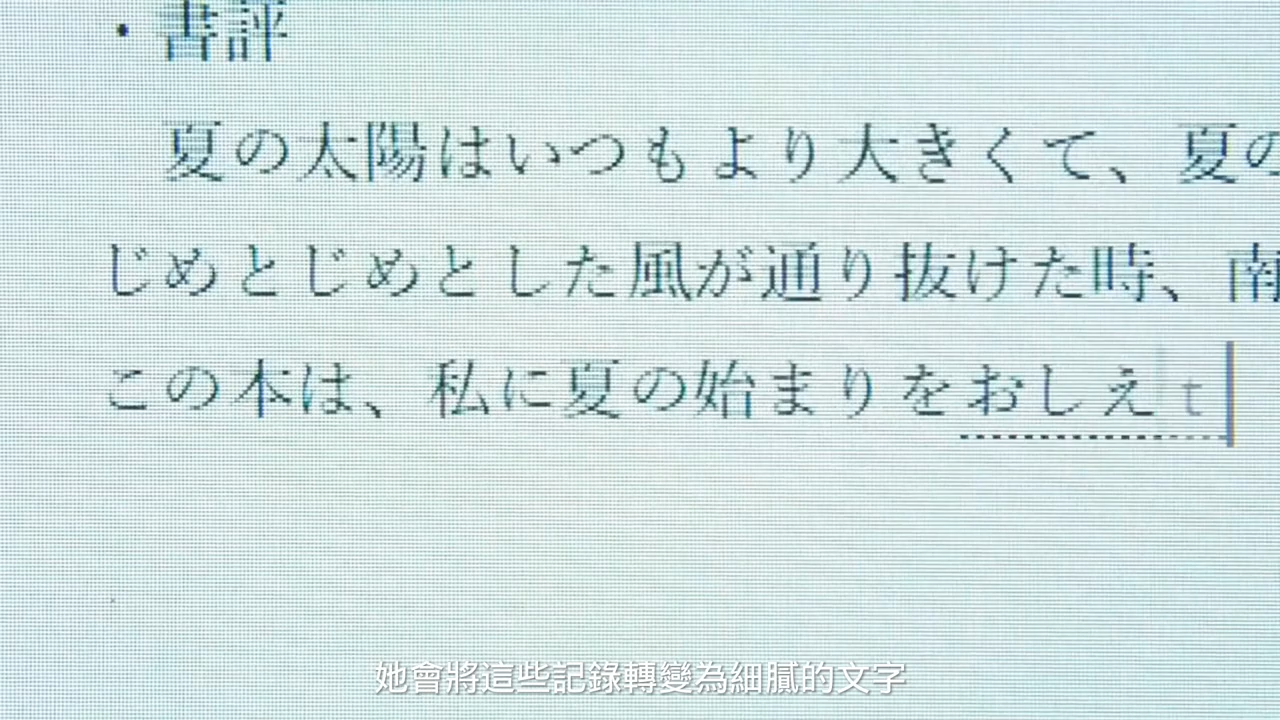 ・書評
夏の太陽はいつもより大きくて、夏の
じめとじめとした風が通り抜けた時、南
この本は、私に夏の始まりをおしえt
她會將這些記錄轉變為細膩的文字